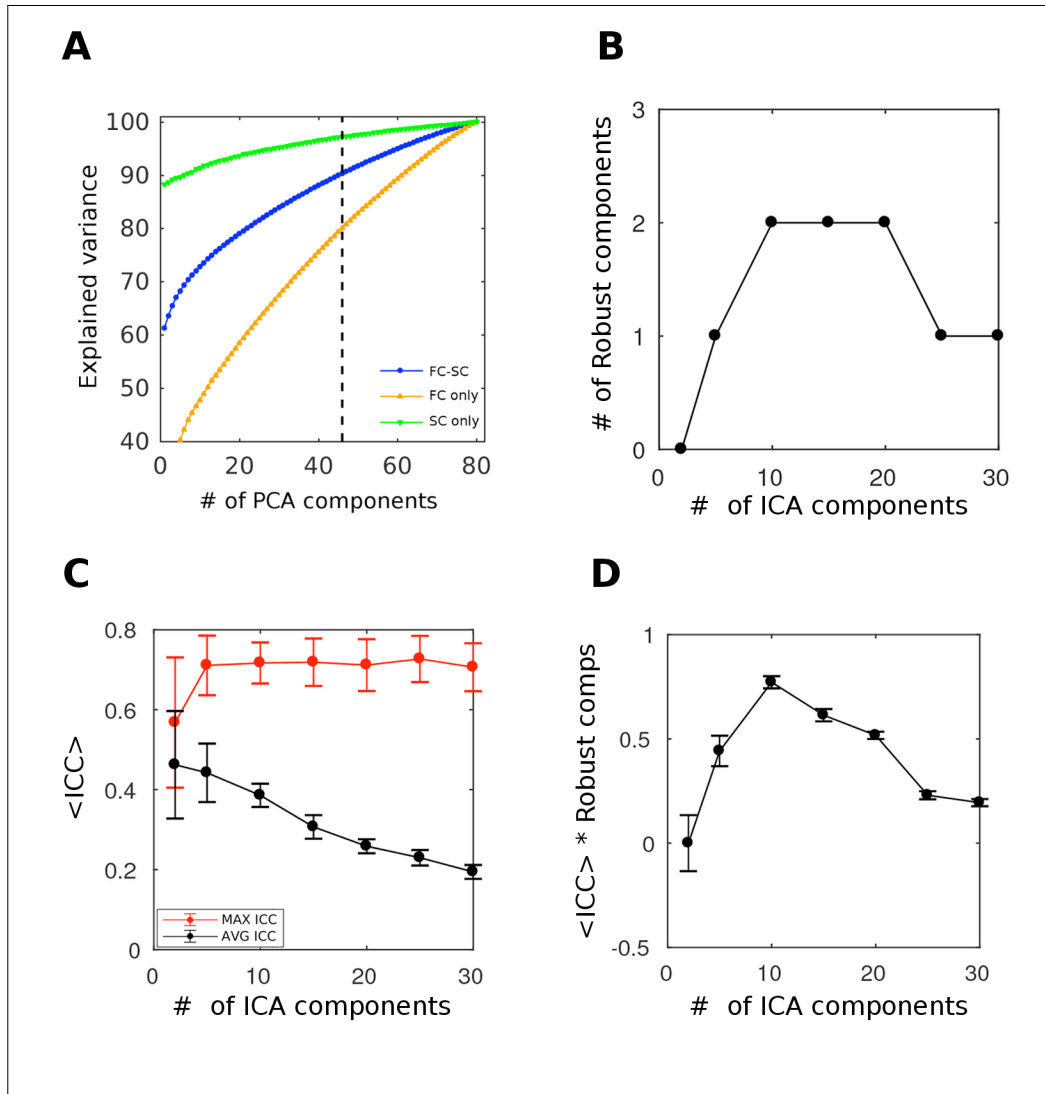 A
100
90
80
70
60
50
40
Explained variance
0 20 40 60 80
# of PCA components
FC-SC
FC only
SC only
B
3
2
1
0
# of Robust components
0 10 20 30
# of ICA components
C
0.8
0.6
0.4
0.2
0
<ICC>
MAX ICC
AVG ICC
0 10 20 30
# of ICA components
D
1
0.5
0
-0.5
<ICC> * Robust comps
0 10 20 30
# of ICA components